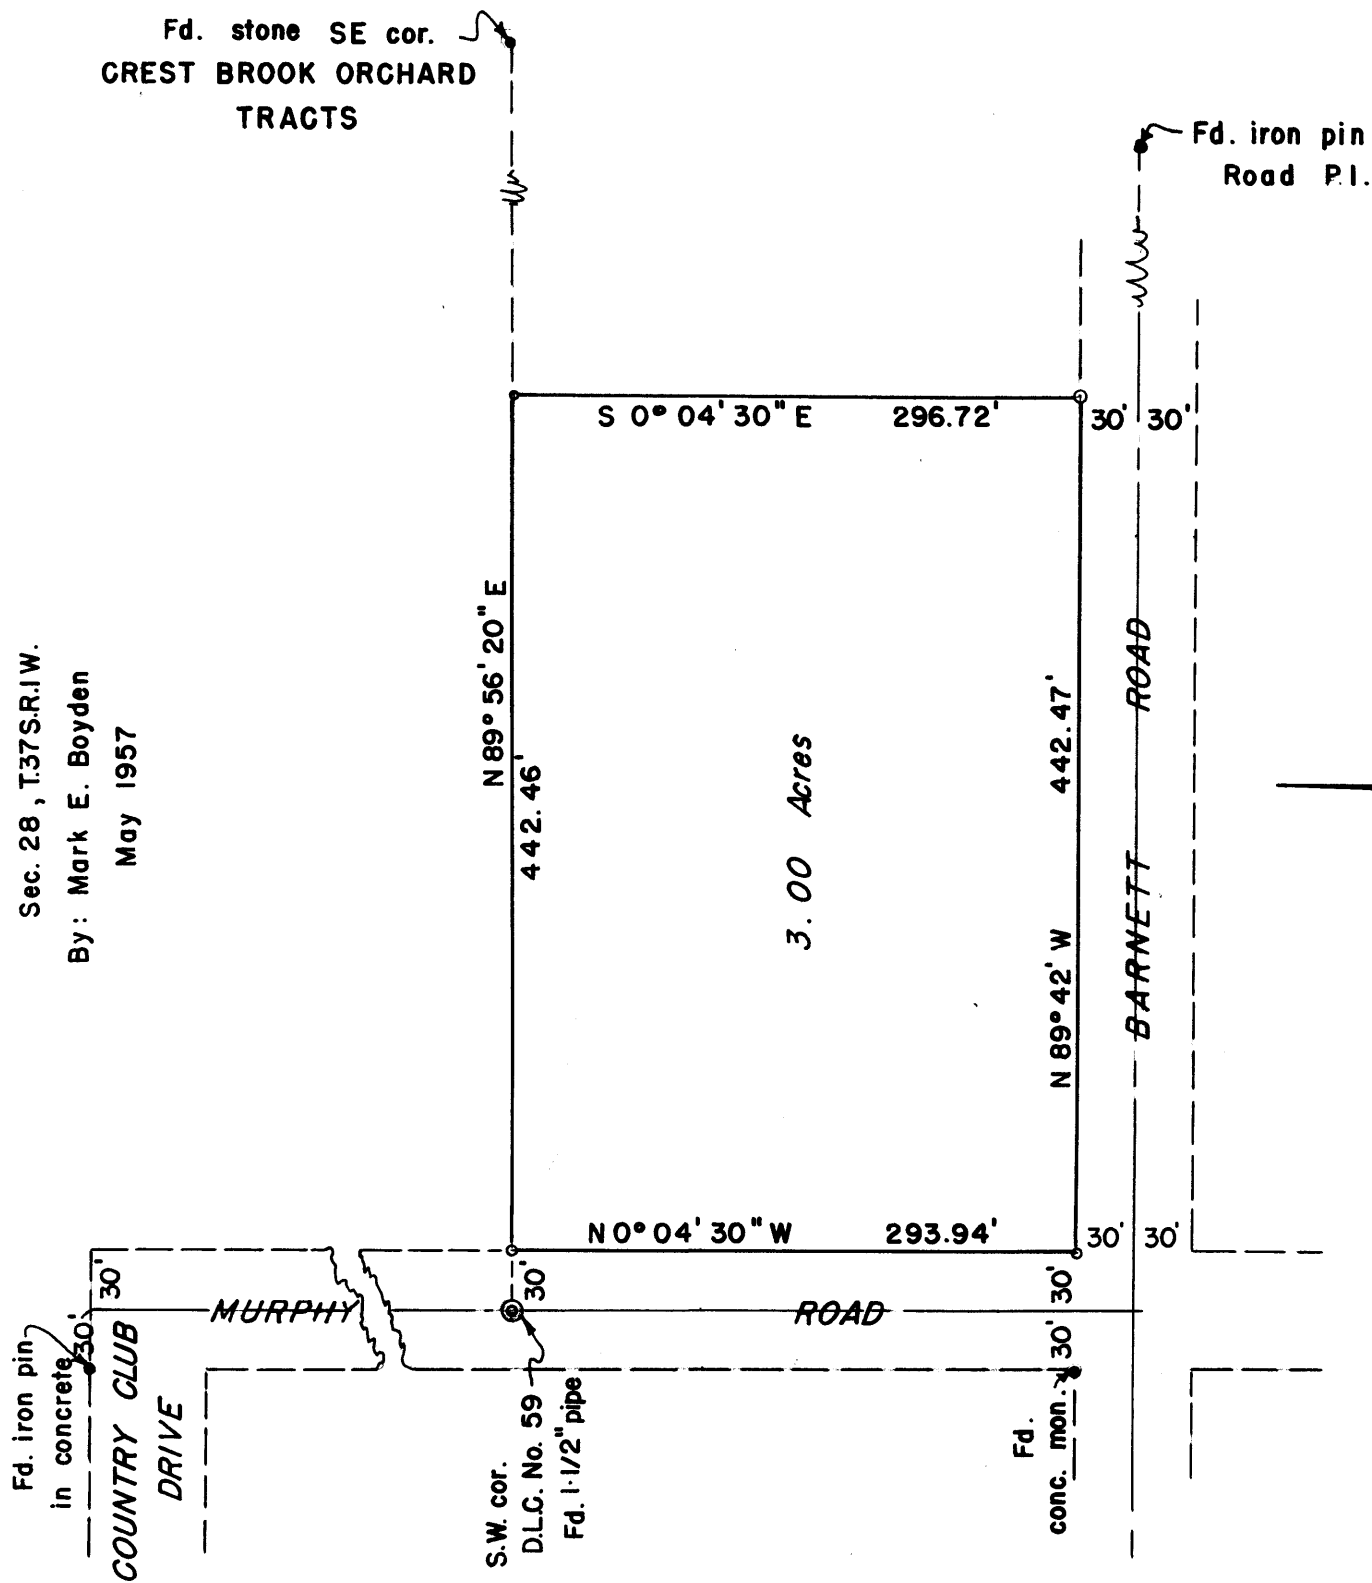 Fd. stone SE cor.
CREST BROOK ORCHARD
TRACTS
Fd. iron pin
Road P.I.
S 0° 04' 30" E 296.72'
30' 30'
N 89° 56' 20" E
442.46'
3.00 Acres
N 89° 42' W 442.47'
BARNETT ROAD
Sec. 28, T.37S.R.1W.
By: Mark E. Boyden
May 1957
N 0° 04' 30" W 293.94'
30' 30'
30'
30'
30'
MURPHY ROAD
30'
30'
Fd. iron pin
in concrete
COUNTRY CLUB
DRIVE
S.W. cor.
D.L.C. No. 59
Fd. 1-1/2" pipe
Fd.
conc. mon.